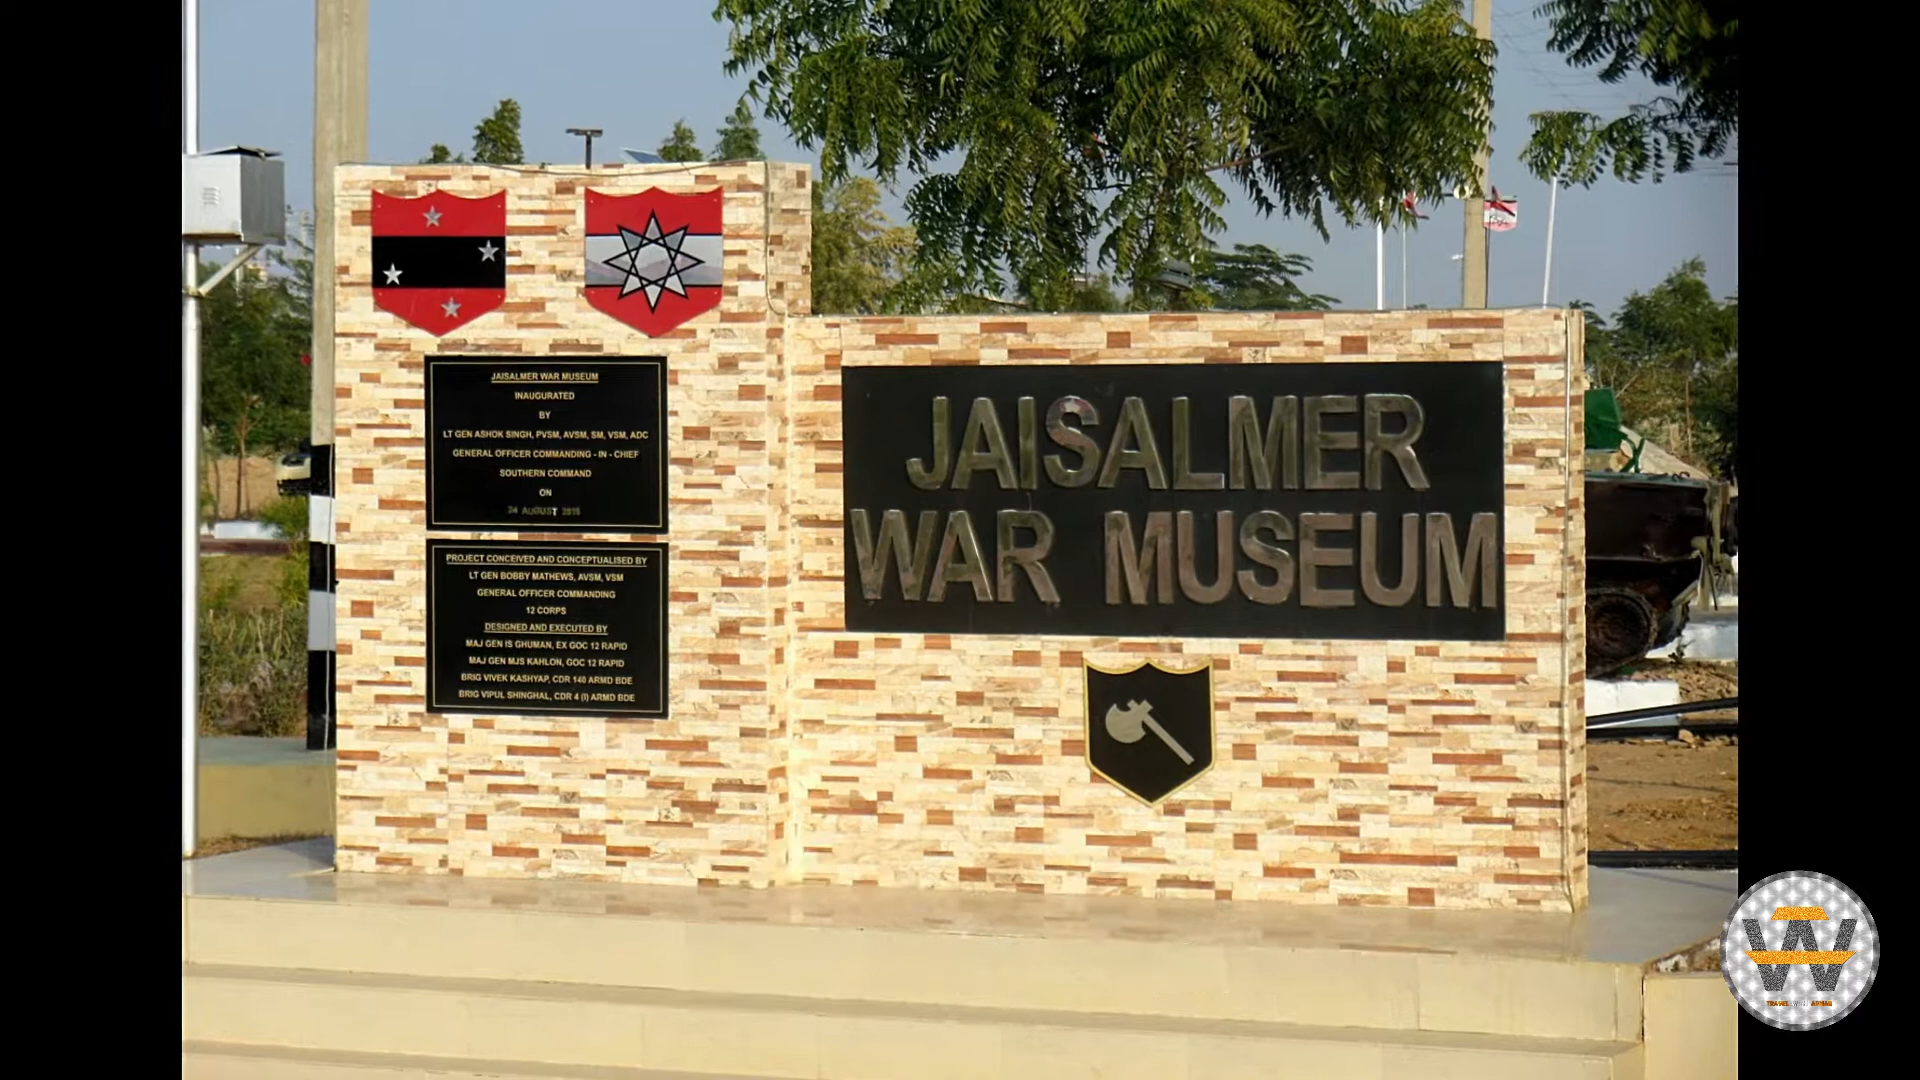 JAISALMER WAR MUSEUM
INAUGURATED
BY
LT GEN ASHOK SINGH, PVSM, AVSM, SM, VSM, ADC
GENERAL OFFICER COMMANDING - IN - CHIEF
SOUTHERN COMMAND
ON
24 AUGUST 2015
PROJECT CONCEIVED AND CONCEPTUALISED BY
LT GEN BOBBY MATHEWS, AVSM, VSM
GENERAL OFFICER COMMANDING
12 CORPS
DESIGNED AND EXECUTED BY
MAJ GEN IS GHUMAN, EX GOC 12 RAPID
MAJ GEN MJS KAHLON, GOC 12 RAPID
BRIG VIVEK KASHYAP, CDR 140 ARMD BDE
BRIG VIPUL SHINGHAL, CDR 4 (I) ARMD BDE
JAISALMER
WAR MUSEUM
W
TRAVEL